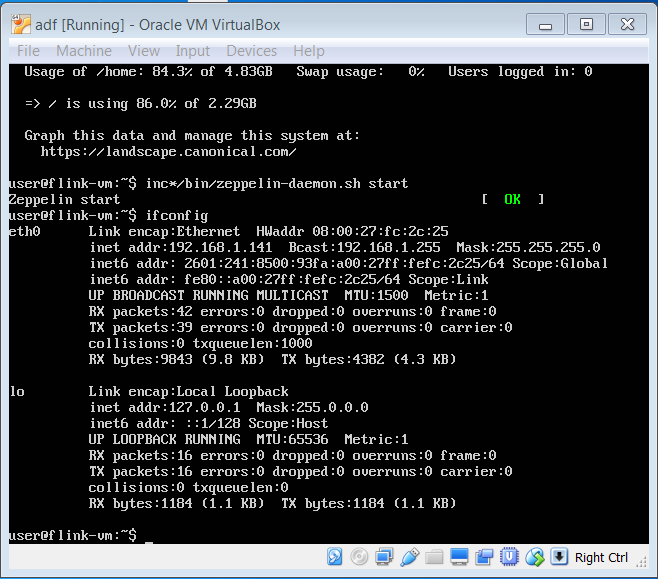 adf [Running] - Oracle VM VirtualBox
File Machine View Input Devices Help
Usage of /home: 84.3% of 4.83GB Swap usage: 0% Users logged in: 0
=> / is using 86.0% of 2.29GB
Graph this data and manage this system at:
https://landscape.canonical.com/
user@flink-vm:~$ inc*/bin/zeppelin-daemon.sh start
Zeppelin start [ OK ]
user@flink-vm:~$ ifconfig
eth0 Link encap:Ethernet HWaddr 08:00:27:fc:2c:25
inet addr:192.168.1.141 Bcast:192.168.1.255 Mask:255.255.255.0
inet6 addr: 2601:241:8500:93fa:a00:27ff:fefc:2c25/64 Scope:Global
inet6 addr: fe80::a00:27ff:fefc:2c25/64 Scope:Link
UP BROADCAST RUNNING MULTICAST MTU:1500 Metric:1
RX packets:42 errors:0 dropped:0 overruns:0 frame:0
TX packets:39 errors:0 dropped:0 overruns:0 carrier:0
collisions:0 txqueuelen:1000
RX bytes:9843 (9.8 KB) TX bytes:4382 (4.3 KB)
lo Link encap:Local Loopback
inet addr:127.0.0.1 Mask:255.0.0.0
inet6 addr: ::1/128 Scope:Host
UP LOOPBACK RUNNING MTU:65536 Metric:1
RX packets:16 errors:0 dropped:0 overruns:0 frame:0
TX packets:16 errors:0 dropped:0 overruns:0 carrier:0
collisions:0 txqueuelen:0
RX bytes:1184 (1.1 KB) TX bytes:1184 (1.1 KB)
user@flink-vm:~$ _
Right Ctrl